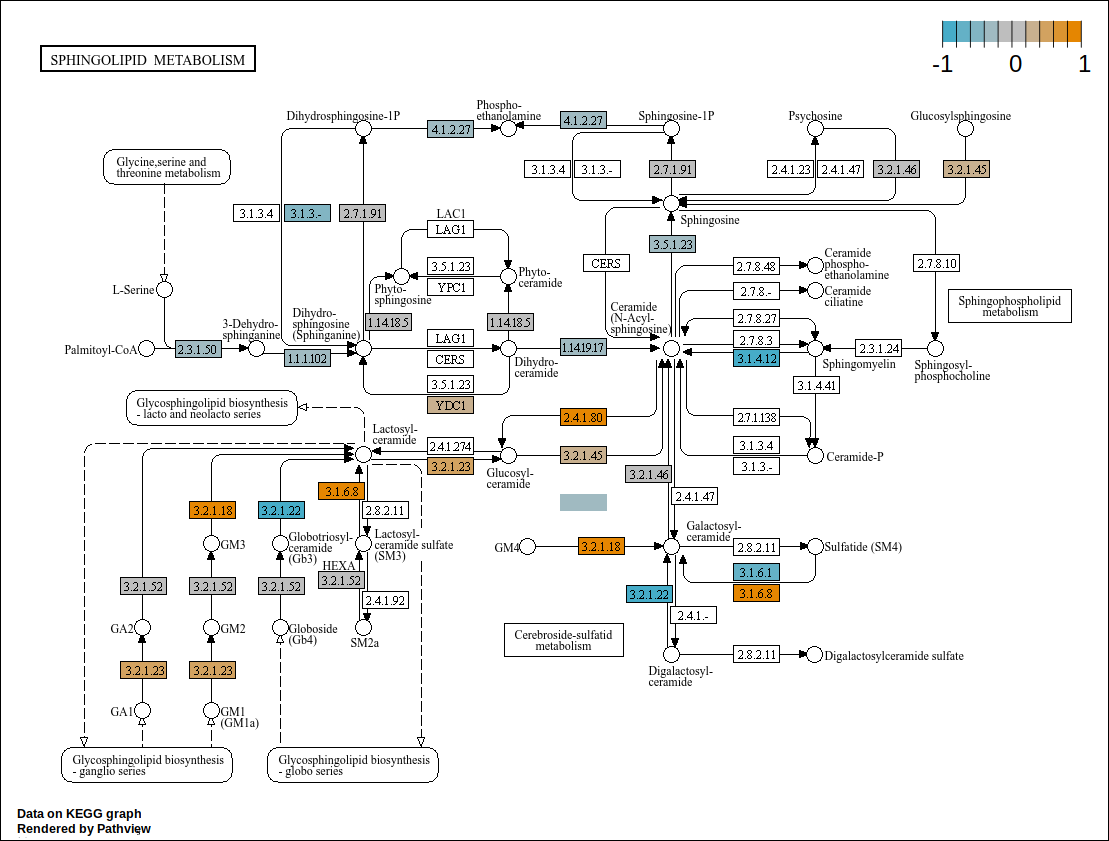 SPHINGOLIPID METABOLISM
-1
0
1
Dihydrosphingosine-1P
Phospho-
ethanolamine
Sphingosine-1P
Psychosine
Glucosylsphingosine
4.1.2.27
4.1.2.27
Glycine,serine and
threonine metabolism
3.1.3.4
3.1.3.-
2.7.1.91
2.4.1.23
2.4.1.47
3.2.1.46
3.2.1.45
3.1.3.4
3.1.3.-
2.7.1.91
LAC1
LAG1
Sphingosine
3.5.1.23
CERS
3.5.1.23
YPC1
Phyto-
sphingosine
Phyto-
ceramide
2.7.8.48
Ceramide
phospho-
ethanolamine
2.7.8.10
L-Serine
2.7.8.-
Ceramide
ciliatine
Sphingophospholipid
metabolism
3-Dehydro-
sphinganine
Dihydro-
sphingosine
(Sphinganine)
1.14.18.5
1.14.18.5
Ceramide
(N-Acyl-
sphingosine)
2.7.8.27
Palmitoyl-CoA
2.3.1.50
1.1.1.102
LAG1
CERS
Dihydro-
ceramide
1.14.19.17
2.7.8.3
3.1.4.12
Sphingomyelin
2.3.1.24
Sphingosyl-
phosphocholine
3.5.1.23
YDC1
3.1.4.41
Glycosphingolipid biosynthesis
- lacto and neolacto series
2.4.1.80
2.7.1.138
Lactosyl-
ceramide
2.4.1.274
3.2.1.23
Glucosyl-
ceramide
3.2.1.45
3.1.3.4
3.1.3.-
Ceramide-P
3.2.1.46
2.4.1.47
3.2.1.18
3.2.1.22
3.1.6.8
2.8.2.11
GM3
Globotriosyl-
ceramide
(Gb3)
Lactosyl-
ceramide sulfate
(SM3)
GM4
3.2.1.18
Galactosyl-
ceramide
2.8.2.11
Sulfatide (SM4)
HEXA
3.2.1.52
3.2.1.52
3.2.1.52
3.2.1.52
2.4.1.92
3.1.6.1
3.1.6.8
3.2.1.22
2.4.1.-
GA2
GM2
Globoside
(Gb4)
SM2a
Cerebroside-sulfatid
metabolism
2.8.2.11
Digalactosylceramide sulfate
Digalactosyl-
ceramide
3.2.1.23
3.2.1.23
GA1
GM1
(GM1a)
Glycosphingolipid biosynthesis
- ganglio series
Glycosphingolipid biosynthesis
- globo series
Data on KEGG graph
Rendered by Pathview